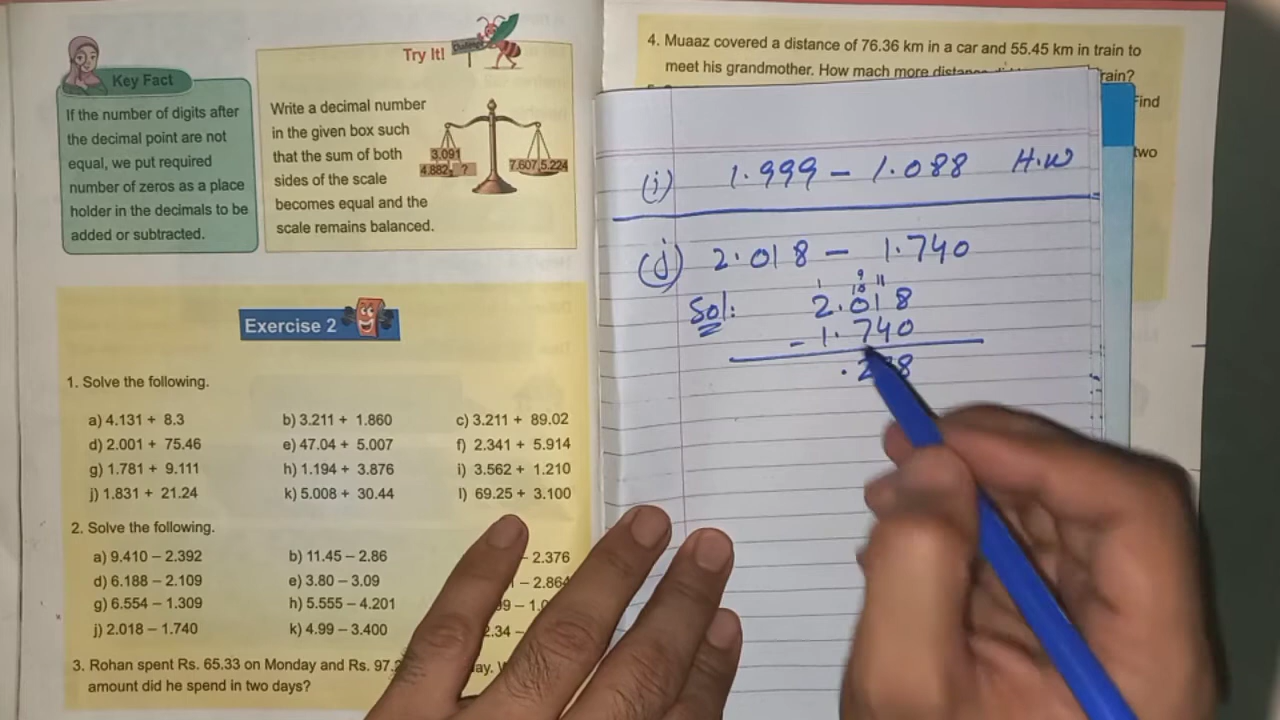 Key Fact
If the number of digits after
the decimal point are not
equal, we put required
number of zeros as a place
holder in the decimals to be
added or subtracted.
Try It!
Write a decimal number
in the given box such
that the sum of both
sides of the scale
becomes equal and the
scale remains balanced.
3.091
4.882, ?
7.607,5.224
Exercise 2
1. Solve the following.
a) 4.131 + 8.3 b) 3.211 + 1.860 c) 3.211 + 89.02
d) 2.001 + 75.46 e) 47.04 + 5.007 f) 2.341 + 5.914
g) 1.781 + 9.111 h) 1.194 + 3.876 i) 3.562 + 1.210
j) 1.831 + 21.24 k) 5.008 + 30.44 l) 69.25 + 3.100
2. Solve the following.
a) 9.410 – 2.392 b) 11.45 – 2.86 – 2.376
d) 6.188 – 2.109 e) 3.80 – 3.09 – 2.864
g) 6.554 – 1.309 h) 5.555 – 4.201
j) 2.018 – 1.740 k) 4.99 – 3.400 2.34 –
3. Rohan spent Rs. 65.33 on Monday and Rs.
amount did he spend in two days?
4. Muaaz covered a distance of 76.36 km in a car and 55.45 km in train to
meet his grandmother. How mach more train?
Find
two
(i) 1.999 – 1.088 H.W
(j) 2.018 – 1.740
1 9
10 11
Sol: 2.018
– 1.740